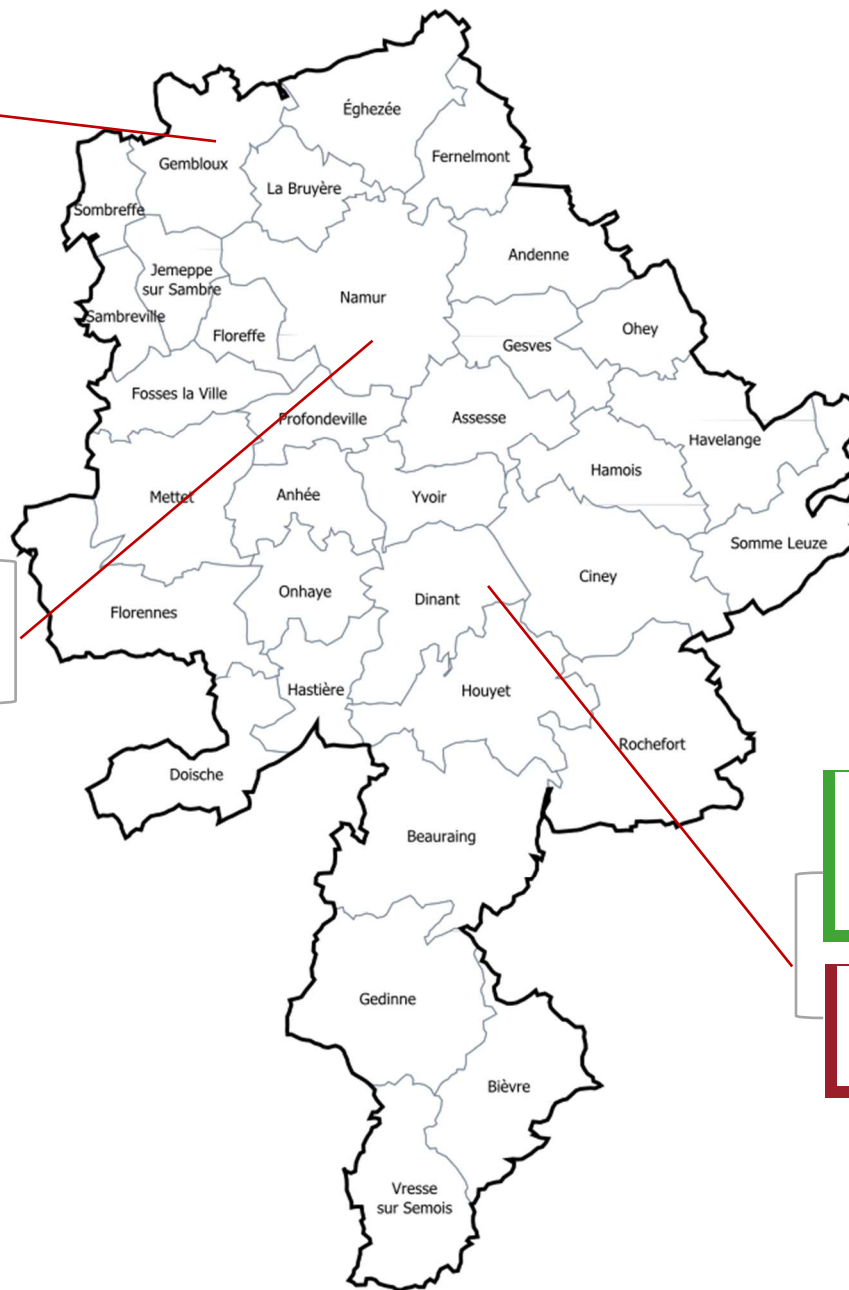 Éghezée
Fernelmont
Gembloux
La Bruyère
Sombreffe
Andenne
Jemeppe
sur Sambre
Namur
Sambreville
Floreffe
Ohey
Gesves
Fosses la Ville
Profondeville
Assesse
Havelange
Hamois
Mettet
Anhée
Yvoir
Somme Leuze
Ciney
Onhaye
Dinant
Florennes
Hastière
Houyet
Rochefort
Doische
Beauraing
Gedinne
Bièvre
Vresse
sur Semois